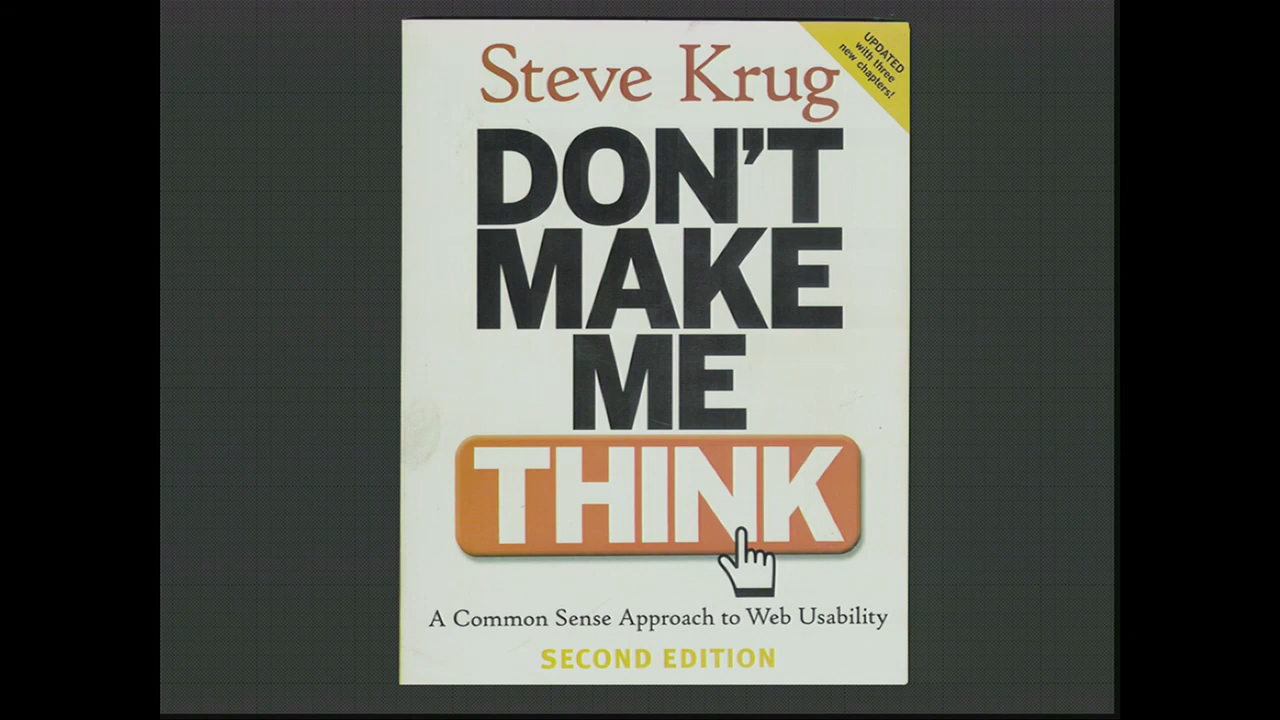 Steve Krug
UPDATED
with three
new chapters!
DON'T
MAKE
ME
THINK
A Common Sense Approach to Web Usability
SECOND EDITION